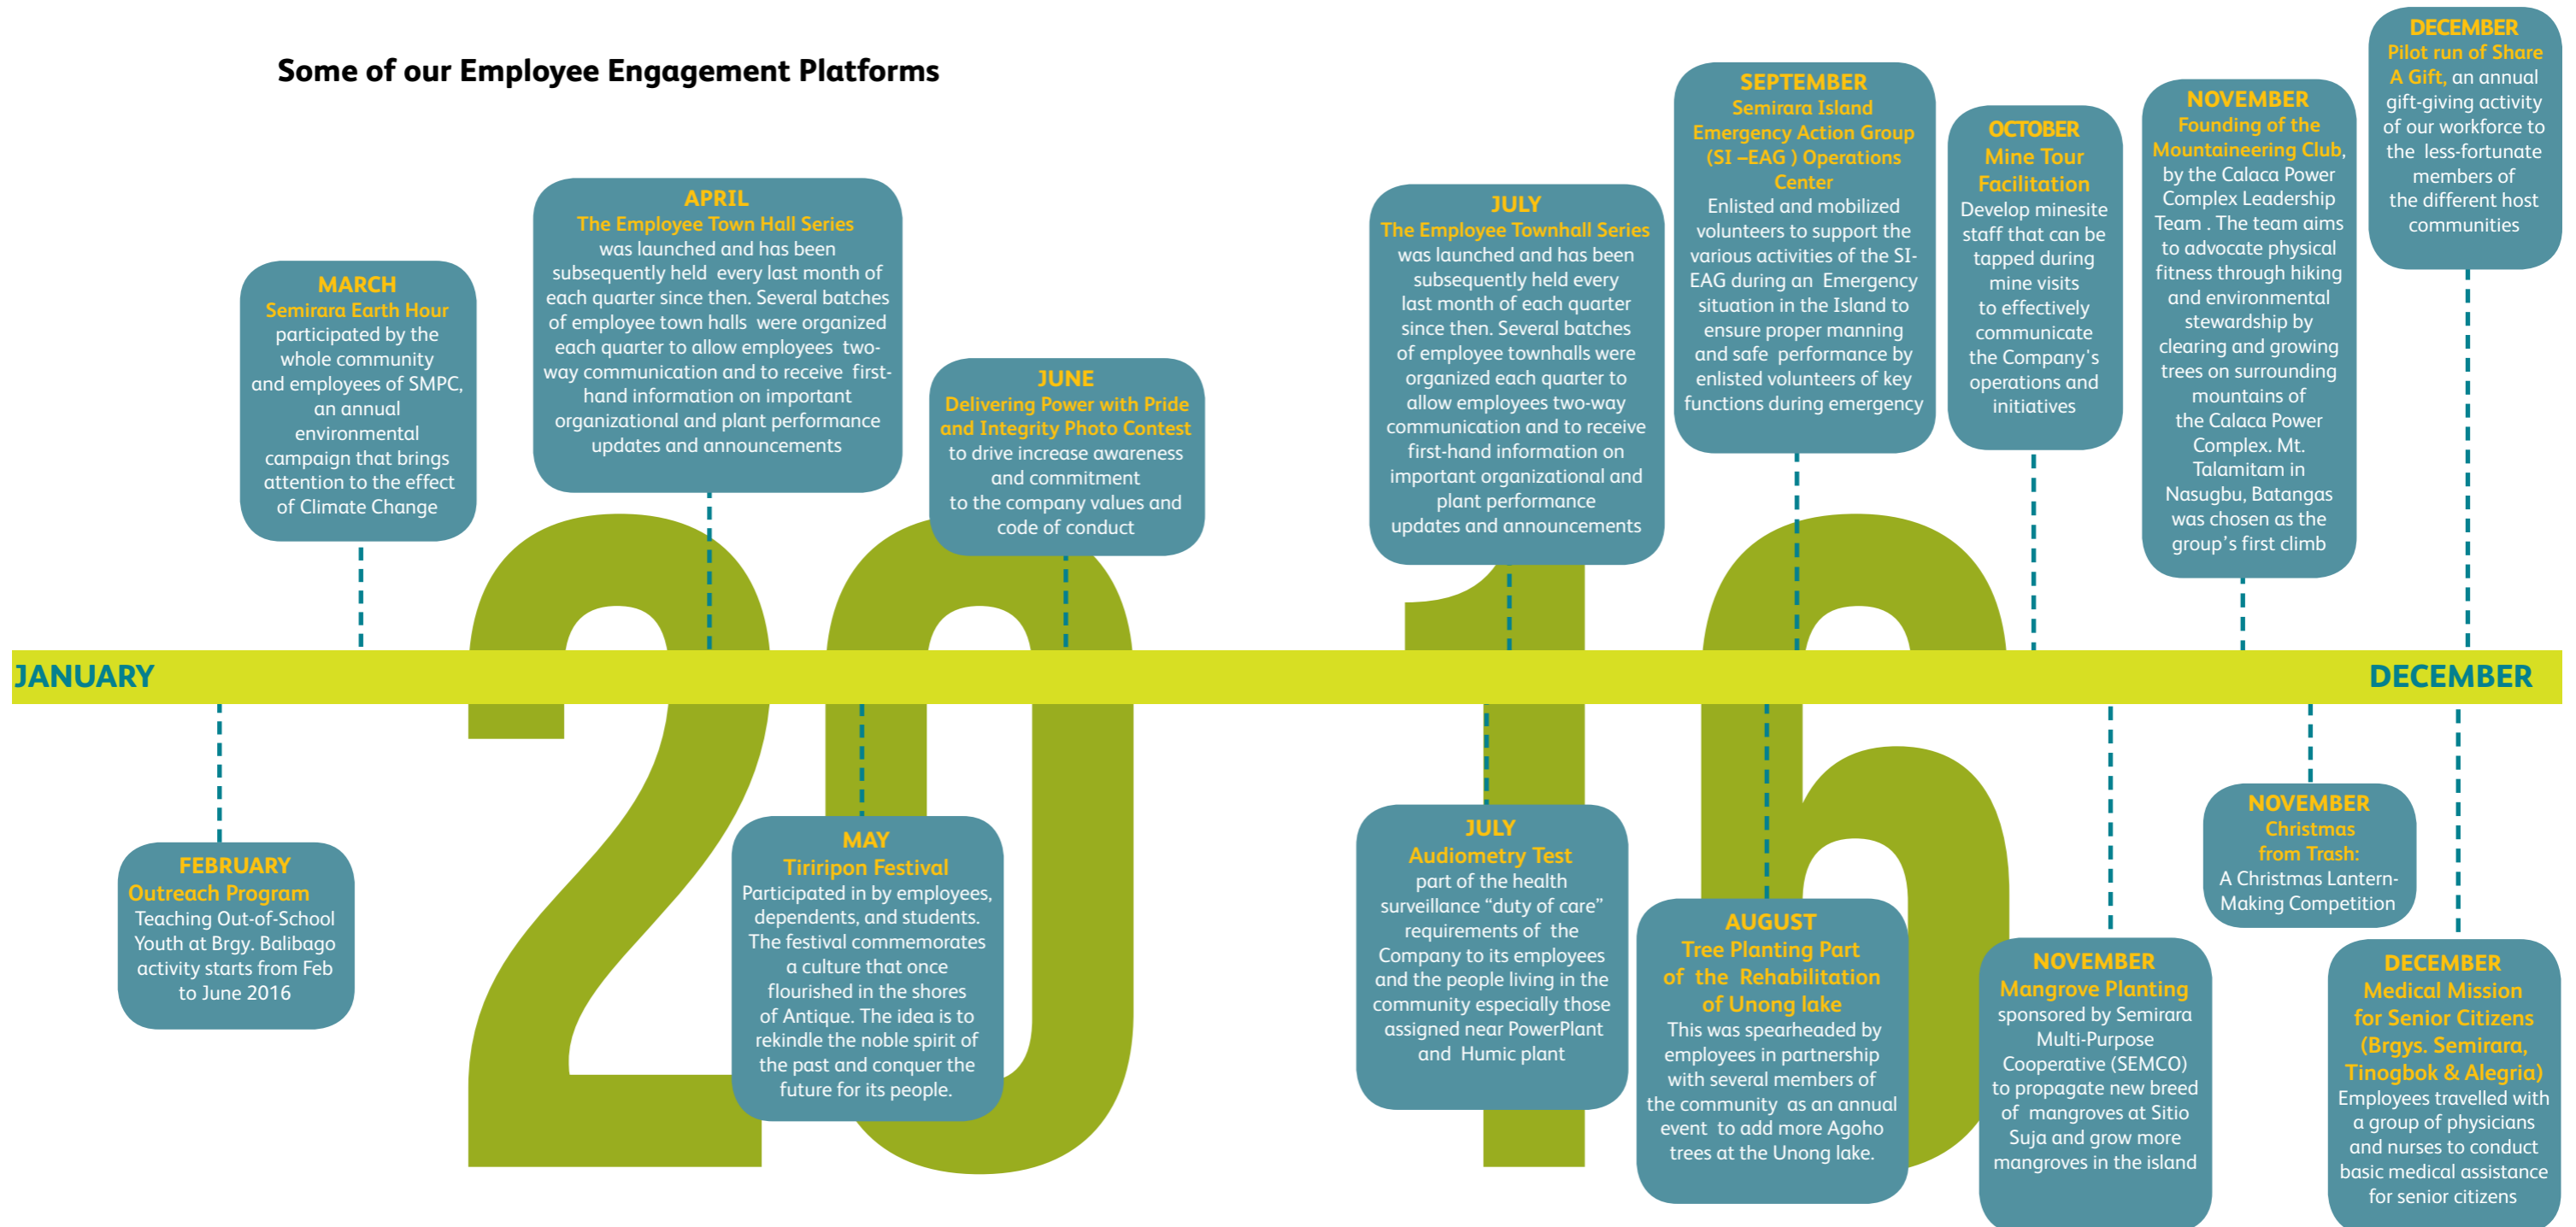 Some of our Employee Engagement Platforms
JANUARY
FEBRUARY
Outreach Program
Teaching Out-of-School
Youth at Brgy. Balibago
activity starts from Feb
to June 2016
MARCH
Semirara Earth Hour
participated by the
whole community
and employees of SMPC,
an annual
environmental
campaign that brings
attention to the effect
of Climate Change
APRIL
The Employee Town Hall Series
was launched and has been
subsequently held every last month of
each quarter since then. Several batches
of employee town halls were organized
each quarter to allow employees two-
way communication and to receive first-
hand information on important
organizational and plant performance
updates and announcements
MAY
Tiriripon Festival
Participated in by employees,
dependents, and students.
The festival commemorates
a culture that once
flourished in the shores
of Antique. The idea is to
rekindle the noble spirit of
the past and conquer the
future for its people.
JUNE
Delivering Power with Pride
and Integrity Photo Contest
to drive increase awareness
and commitment
to the company values and
code of conduct
2016
JULY
The Employee Townhall Series
was launched and has been
subsequently held every
last month of each quarter
since then. Several batches
of employee townhalls were
organized each quarter to
allow employees two-way
communication and to receive
first-hand information on
important organizational and
plant performance
updates and announcements
JULY
Audiometry Test
part of the health
surveillance “duty of care”
requirements of the
Company to its employees
and the people living in the
community especially those
assigned near PowerPlant
and Humic plant
AUGUST
Tree Planting Part
of the Rehabilitation
of Unong lake
This was spearheaded by
employees in partnership
with several members of
the community as an annual
event to add more Agoho
trees at the Unong lake.
SEPTEMBER
Semirara Island
Emergency Action Group
(SI –EAG ) Operations
Center
Enlisted and mobilized
volunteers to support the
various activities of the SI-
EAG during an Emergency
situation in the Island to
ensure proper manning
and safe performance by
enlisted volunteers of key
functions during emergency
OCTOBER
Mine Tour
Facilitation
Develop minesite
staff that can be
tapped during
mine visits
to effectively
communicate
the Company's
operations and
initiatives
NOVEMBER
Founding of the
Mountaineering Club,
by the Calaca Power
Complex Leadership
Team . The team aims
to advocate physical
fitness through hiking
and environmental
stewardship by
clearing and growing
trees on surrounding
mountains of
the Calaca Power
Complex. Mt.
Talamitam in
Nasugbu, Batangas
was chosen as the
group’s first climb
NOVEMBER
Mangrove Planting
sponsored by Semirara
Multi-Purpose
Cooperative (SEMCO)
to propagate new breed
of mangroves at Sitio
Suja and grow more
mangroves in the island
NOVEMBER
Christmas
from Trash:
A Christmas Lantern-
Making Competition
DECEMBER
Pilot run of Share
A Gift, an annual
gift-giving activity
of our workforce to
the less-fortunate
members of
the different host
communities
DECEMBER
DECEMBER
Medical Mission
for Senior Citizens
(Brgys. Semirara,
Tinogbok & Alegria)
Employees travelled with
a group of physicians
and nurses to conduct
basic medical assistance
for senior citizens